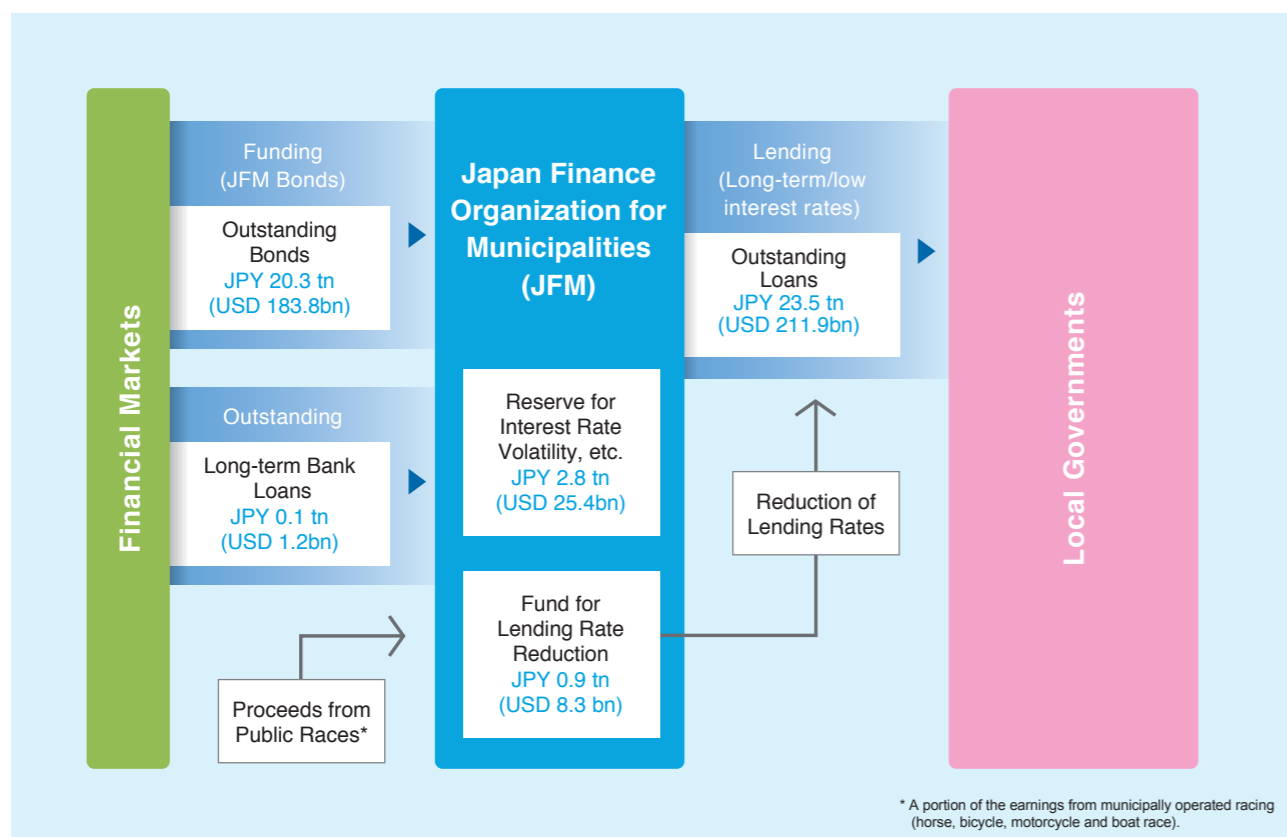 Financial Markets
Funding
(JFM Bonds)
Outstanding
Bonds
JPY 20.3 tn
(USD 183.8bn)
Outstanding
Long-term Bank
Loans
JPY 0.1 tn
(USD 1.2bn)
Proceeds from
Public Races*
Japan Finance
Organization for
Municipalities
(JFM)
Reserve for
Interest Rate
Volatility, etc.
JPY 2.8 tn
(USD 25.4bn)
Fund for
Lending Rate
Reduction
JPY 0.9 tn
(USD 8.3 bn)
Lending
(Long-term/low
interest rates)
Outstanding
Loans
JPY 23.5 tn
(USD 211.9bn)
Reduction of
Lending Rates
Local Governments
* A portion of the earnings from municipally operated racing
(horse, bicycle, motorcycle and boat race).